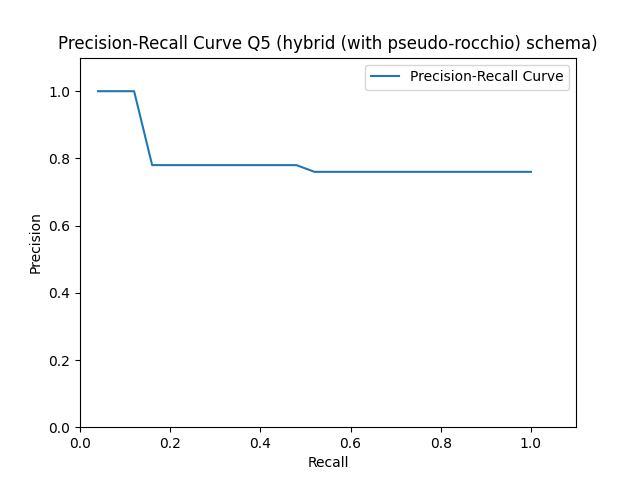 Precision-Recall Curve Q5 (hybrid (with pseudo-rocchio) schema)
Precision-Recall Curve
1.0
0.8
0.6
0.4
0.2
0.0
Precision
0.0 0.2 0.4 0.6 0.8 1.0
Recall